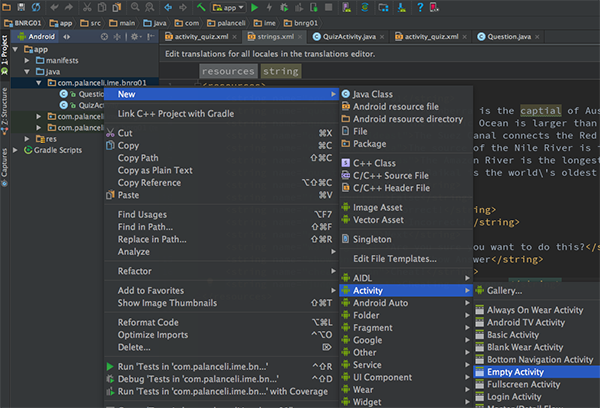 app
BNRG01
app
src
main
java
com
palanceli
ime
bnrg01
Android
activity_quiz.xml
strings.xml
QuizActivity.java
activity_quiz.xml
Question.java
1: Project
Z: Structure
Captures
app
manifests
java
com.palanceli.ime.bnrg01
Questio
QuizAc
com.palanceli
com.palanceli
res
Gradle Scripts
Edit translations for all locales in the translations editor.
resources string
<resources>
is the captial of Aus
Ocean is larger than
anal connects the Red
of the Nile River is
n River is the longest
s the world\'s oldest
ng>
</string>
ou want to do this?</s
wer</string>
New
Link C++ Project with Gradle
Cut ⌘X
Copy ⌘C
Copy Path ⇧⌘C
Copy as Plain Text
Copy Reference ⌥⇧⌘C
Paste ⌘V
Find Usages ⌥F7
Find in Path... ⇧⌘F
Replace in Path... ⇧⌘R
Analyze
Refactor
Add to Favorites
Show Image Thumbnails ⇧⌘T
Reformat Code ⌥⌘L
Optimize Imports ^⌥O
Delete... ⌦
Run 'Tests in 'com.palanceli.ime.bn...' ^⇧R
Debug 'Tests in 'com.palanceli.ime.bn...' ^⇧D
Run 'Tests in 'com.palanceli.ime.bn...' with Coverage
Java Class
Android resource file
Android resource directory
File
Package
C++ Class
C/C++ Source File
C/C++ Header File
Image Asset
Vector Asset
Singleton
Edit File Templates...
AIDL
Activity
Android Auto
Folder
Fragment
Google
Other
Service
UI Component
Wear
Widget
Gallery...
Always On Wear Activity
Android TV Activity
Basic Activity
Blank Wear Activity
Bottom Navigation Activity
Empty Activity
Fullscreen Activity
Login Activity